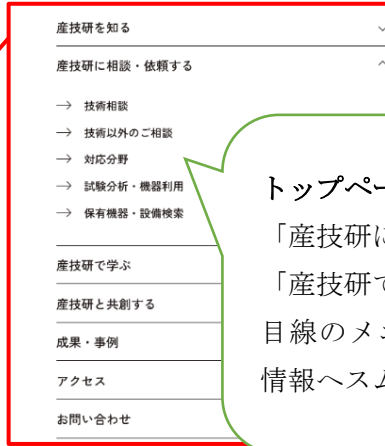 産技研を知る
産技研に相談・依頼する
→ 技術相談
→ 技術以外のご相談
→ 対応分野
→ 試験分析・機器利用
→ 保有機器・設備検索
産技研で学ぶ
産技研と共創する
成果・事例
アクセス
お問い合わせ
トップペー
「産技研に
「産技研で
目線のメニ
情報へスム